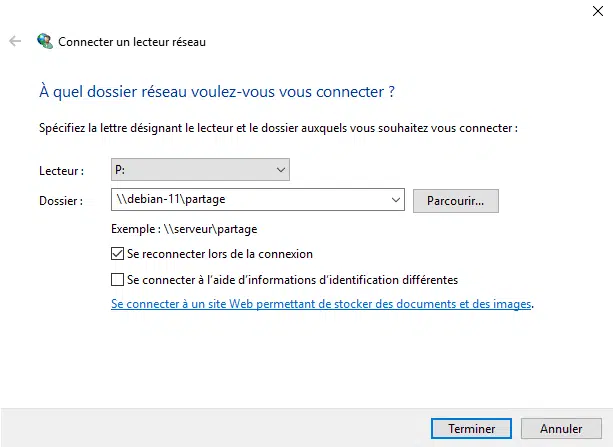 Connecter un lecteur réseau
À quel dossier réseau voulez-vous vous connecter ?
Spécifiez la lettre désignant le lecteur et le dossier auxquels vous souhaitez vous connecter :
Lecteur : P:
Dossier : \\debian-11\partage Parcourir...
Exemple : \\serveur\partage
Se reconnecter lors de la connexion
Se connecter à l'aide d'informations d'identification différentes
Se connecter à un site Web permettant de stocker des documents et des images.
Terminer Annuler